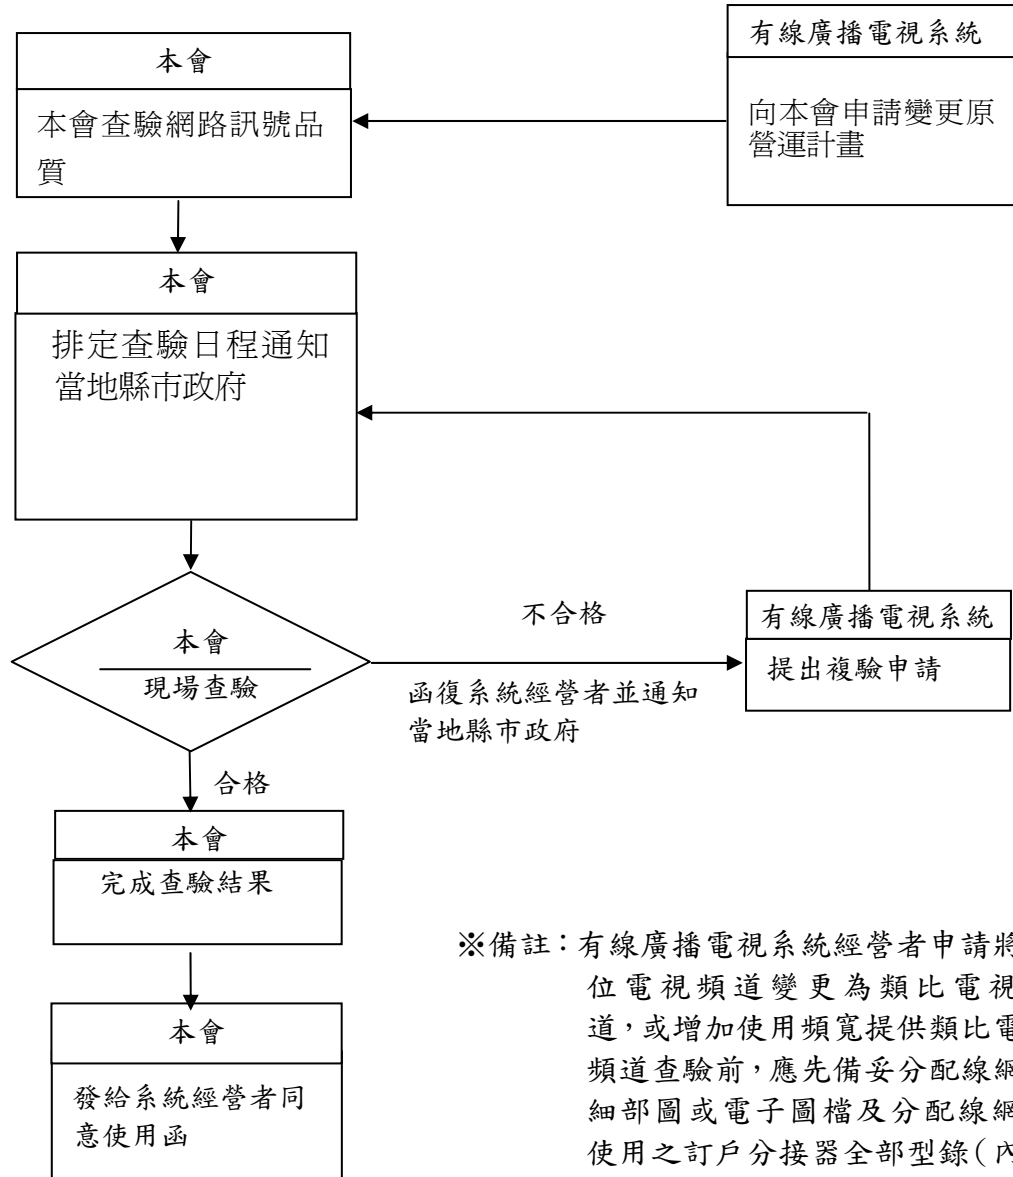 有線廣播電視系統
向本會申請變更原
營運計畫
本會
本會查驗網路訊號品
質
本會
排定查驗日程通知
當地縣市政府
本會
現場查驗
不合格
函復系統經營者並通知
當地縣市政府
有線廣播電視系統
提出複驗申請
合格
本會
完成查驗結果
本會
發給系統經營者同
意使用函
※備註：有線廣播電視系統經營者申請將
位電視頻道變更為類比電視
道，或增加使用頻寬提供類比電
頻道查驗前，應先備妥分配線網
細部圖或電子圖檔及分配線網
使用之訂戶分接器全部型錄（內